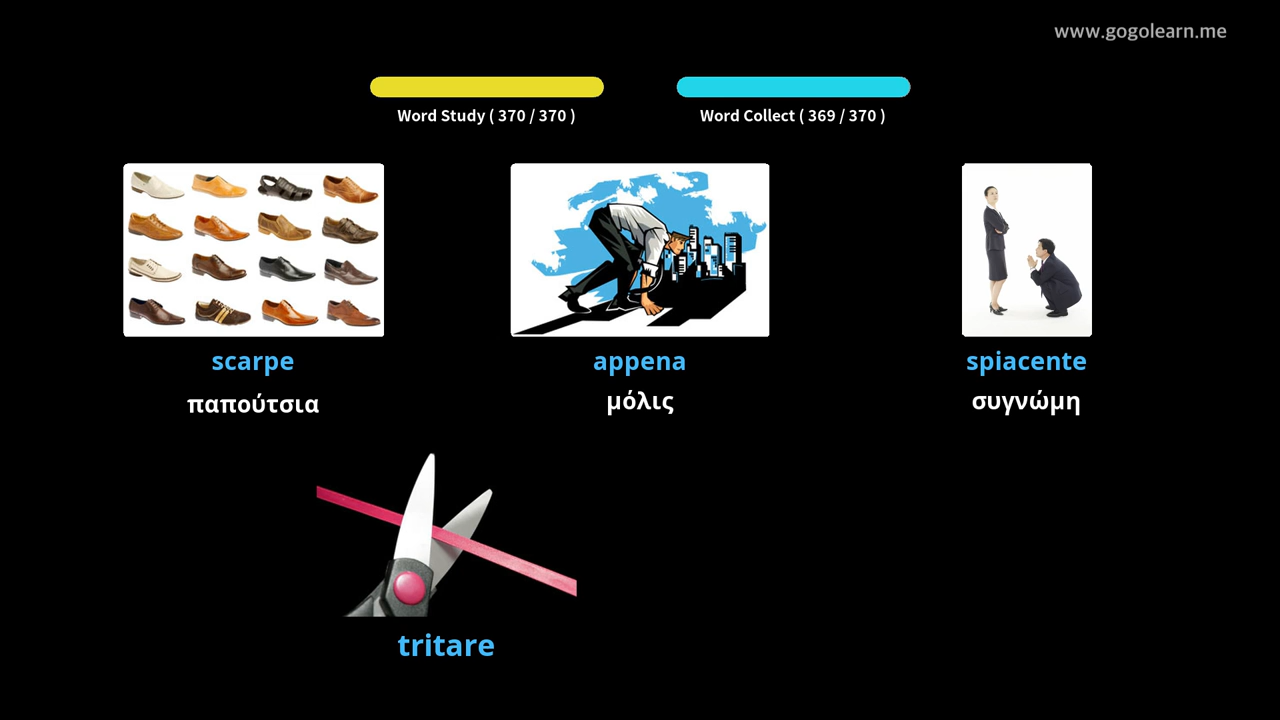 www.gogolearn.me
Word Study ( 370 / 370 )
Word Collect ( 369 / 370 )
scarpe
παπούτσια
appena
μόλις
spiacente
συγνώμη
tritare